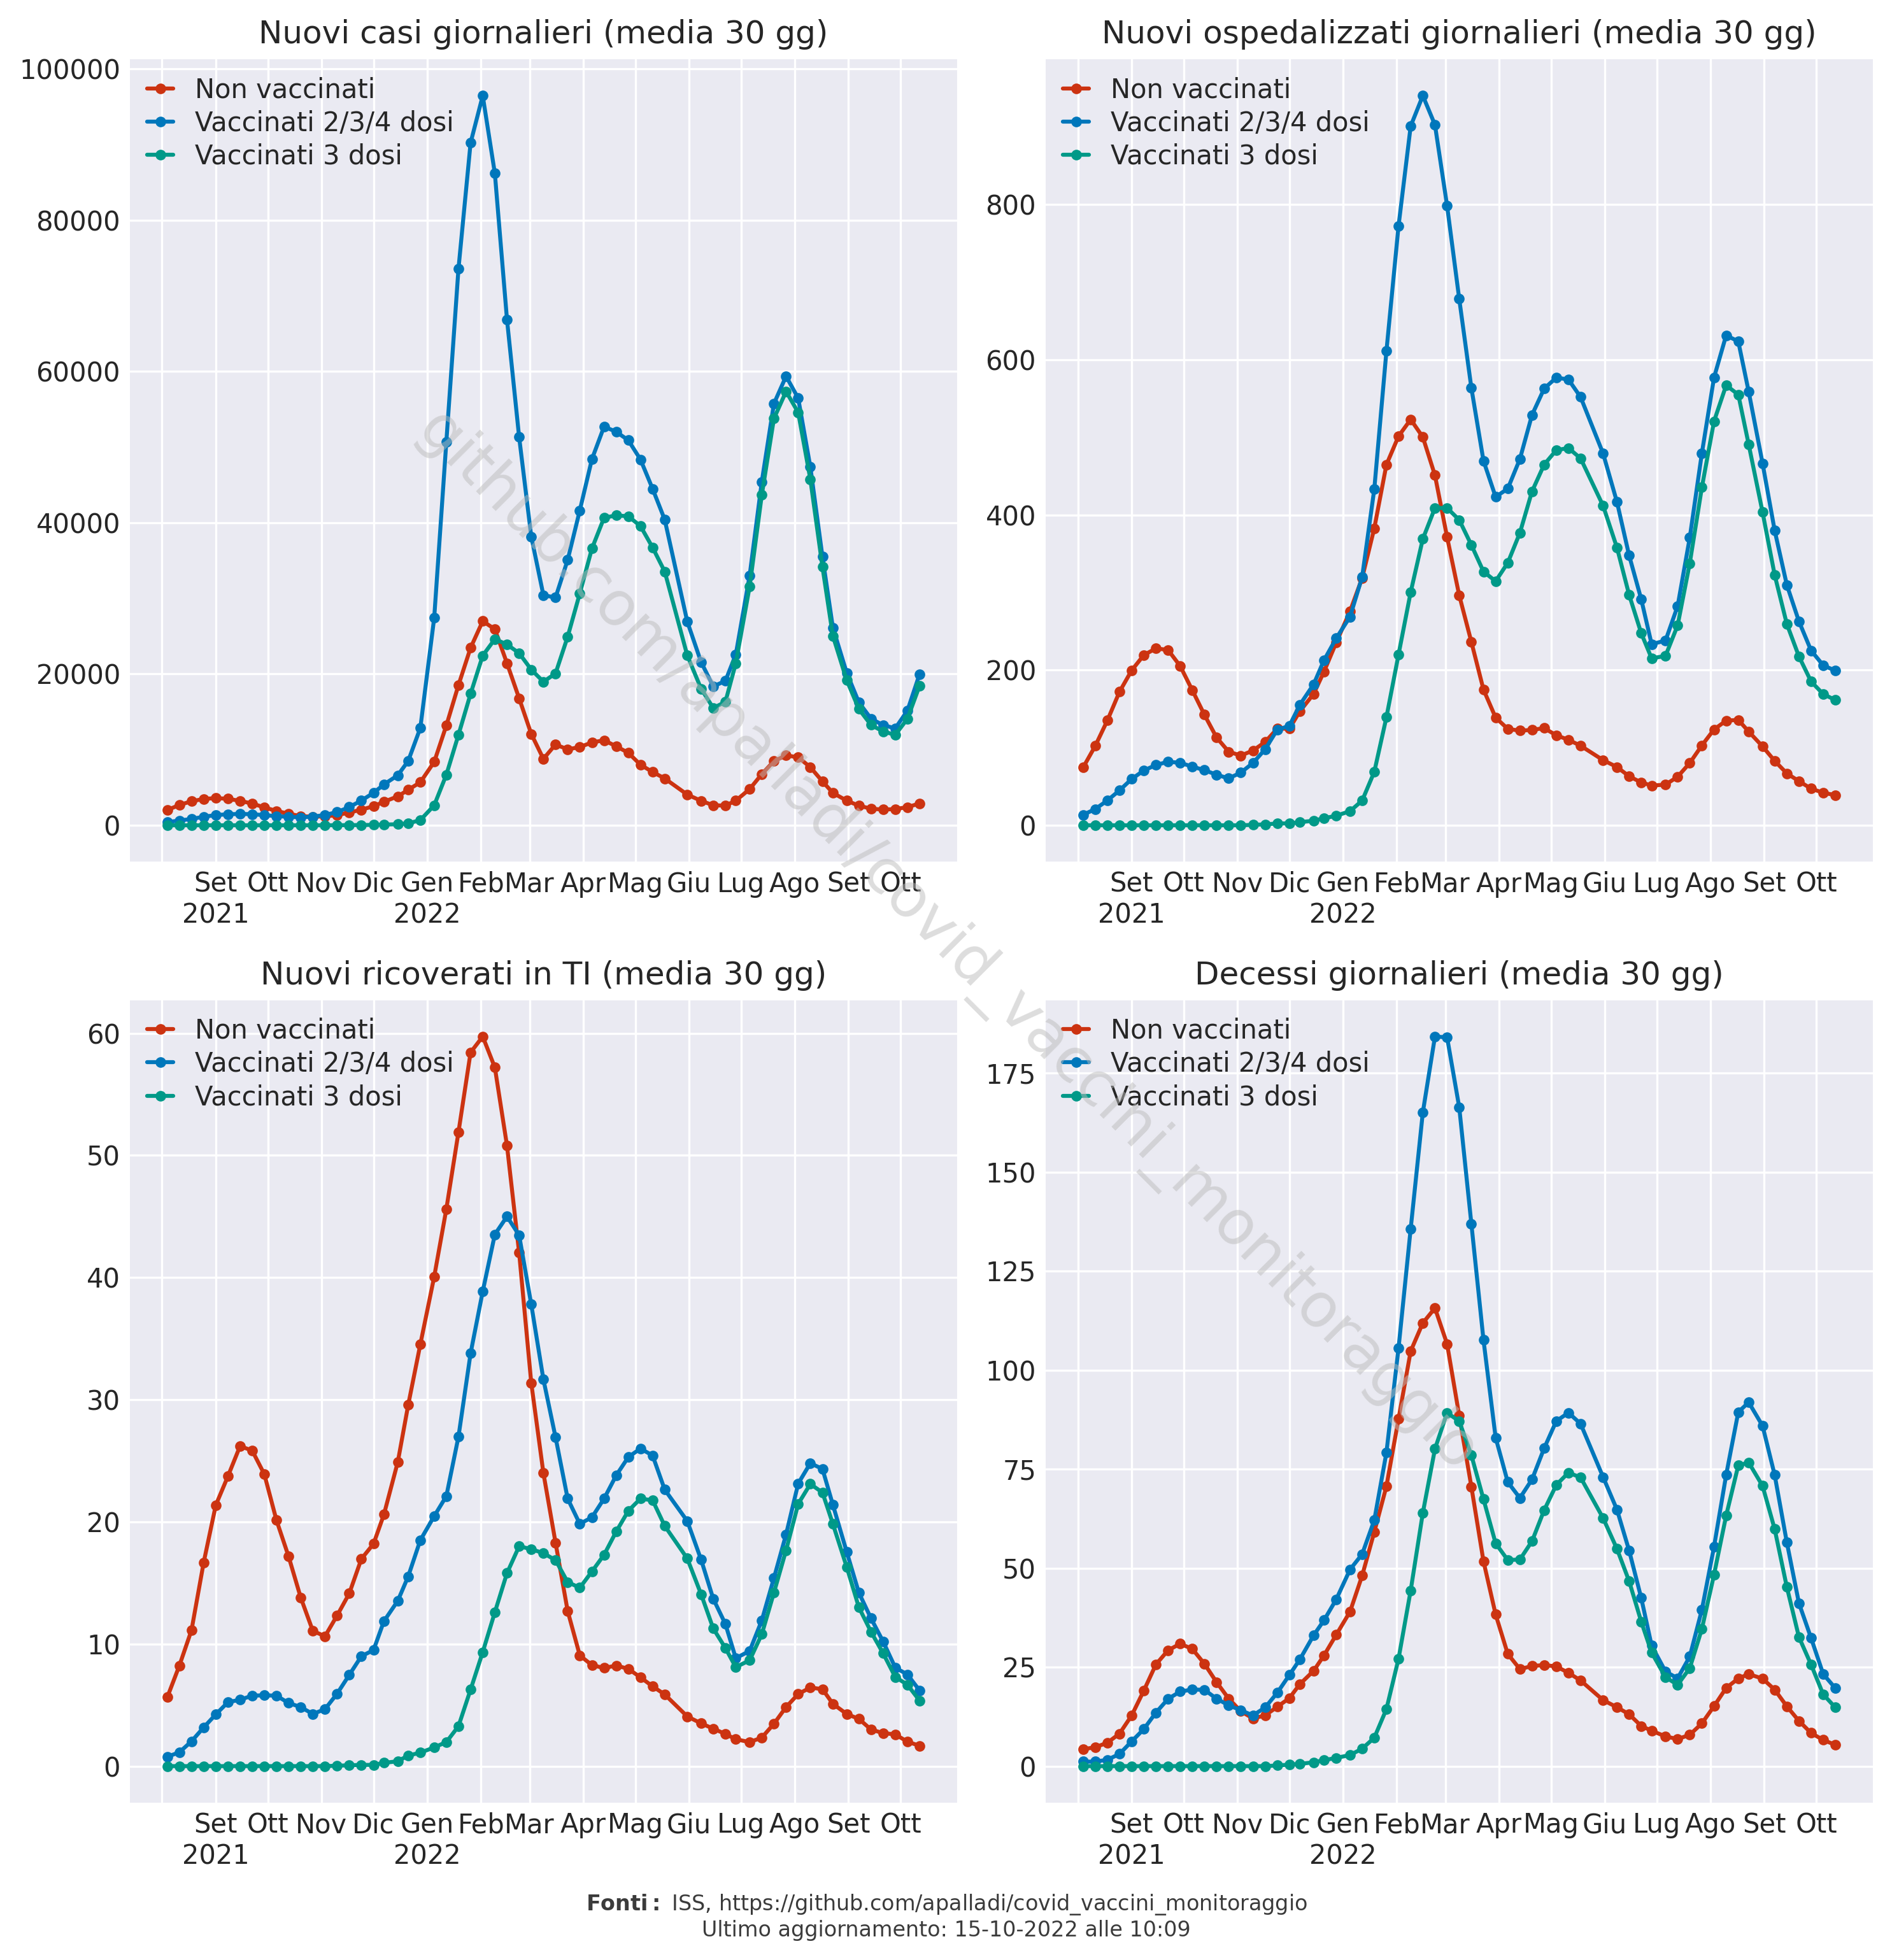 Nuovi casi giornalieri (media 30 gg)
100000
80000
60000
40000
20000
0
Non vaccinati
Vaccinati 2/3/4 dosi
Vaccinati 3 dosi
Set Ott Nov Dic Gen Feb Mar Apr Mag Giu Lug Ago Set Ott
2021 2022
Nuovi ospedalizzati giornalieri (media 30 gg)
800
600
400
200
0
Non vaccinati
Vaccinati 2/3/4 dosi
Vaccinati 3 dosi
Set Ott Nov Dic Gen Feb Mar Apr Mag Giu Lug Ago Set Ott
2021 2022
Nuovi ricoverati in TI (media 30 gg)
60
50
40
30
20
10
0
Non vaccinati
Vaccinati 2/3/4 dosi
Vaccinati 3 dosi
Set Ott Nov Dic Gen Feb Mar Apr Mag Giu Lug Ago Set Ott
2021 2022
Decessi giornalieri (media 30 gg)
175
150
125
100
75
50
25
0
Non vaccinati
Vaccinati 2/3/4 dosi
Vaccinati 3 dosi
Set Ott Nov Dic Gen Feb Mar Apr Mag Giu Lug Ago Set Ott
2021 2022
github.com/apalladi/covid_vaccini_monitoraggio
Fonti: ISS, https://github.com/apalladi/covid_vaccini_monitoraggio
Ultimo aggiornamento: 15-10-2022 alle 10:09